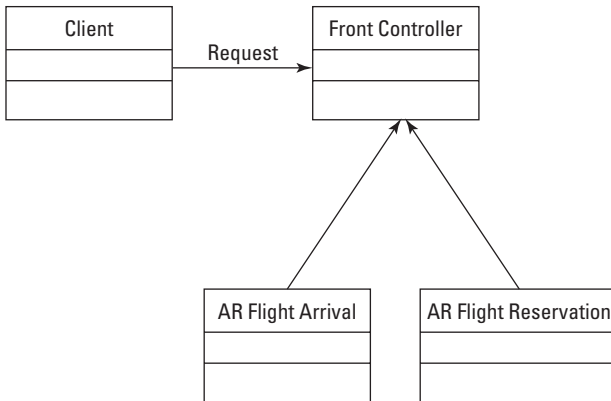 Client
Front Controller
Request
AR Flight Arrival
AR Flight Reservation